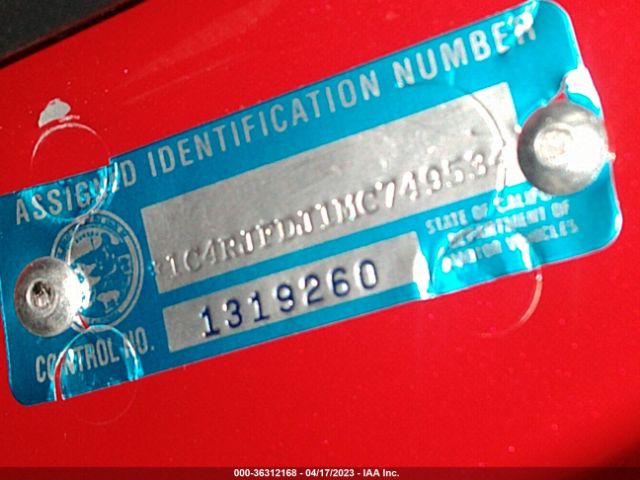 ASSIGNED IDENTIFICATION NUMBER
*1C4RJFDJ1MC749534
STATE OF CALIFO
DEPARTMENT OF
MOTOR VEHICLES
CONTROL NO. 1319260
000-36312168 - 04/17/2023 - IAA Inc.